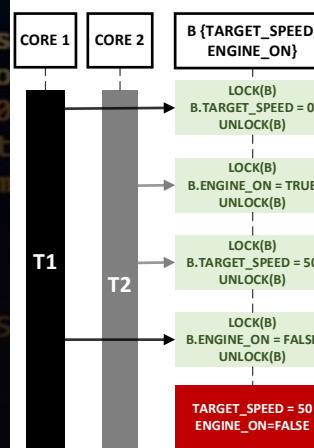 CORE 1
CORE 2
B {TARGET_SPEED
ENGINE_ON}
LOCK(B)
B.TARGET_SPEED = 0
UNLOCK(B)
LOCK(B)
B.ENGINE_ON = TRUE
UNLOCK(B)
LOCK(B)
B.TARGET_SPEED = 50
UNLOCK(B)
LOCK(B)
B.ENGINE_ON = FALSE
UNLOCK(B)
T1
T2
TARGET_SPEED = 50
ENGINE_ON=FALSE